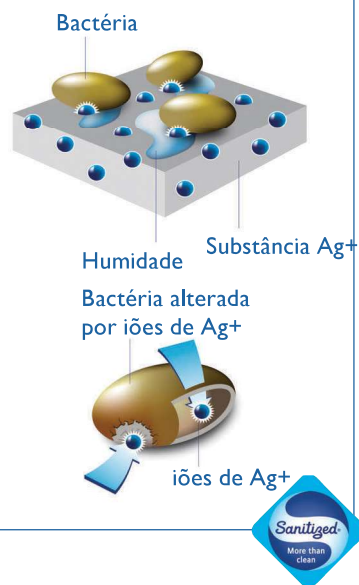 Bactéria
Substância Ag+
Humidade
Bactéria alterada
por iões de Ag+
iões de Ag+
Sanitized®
More than
clean